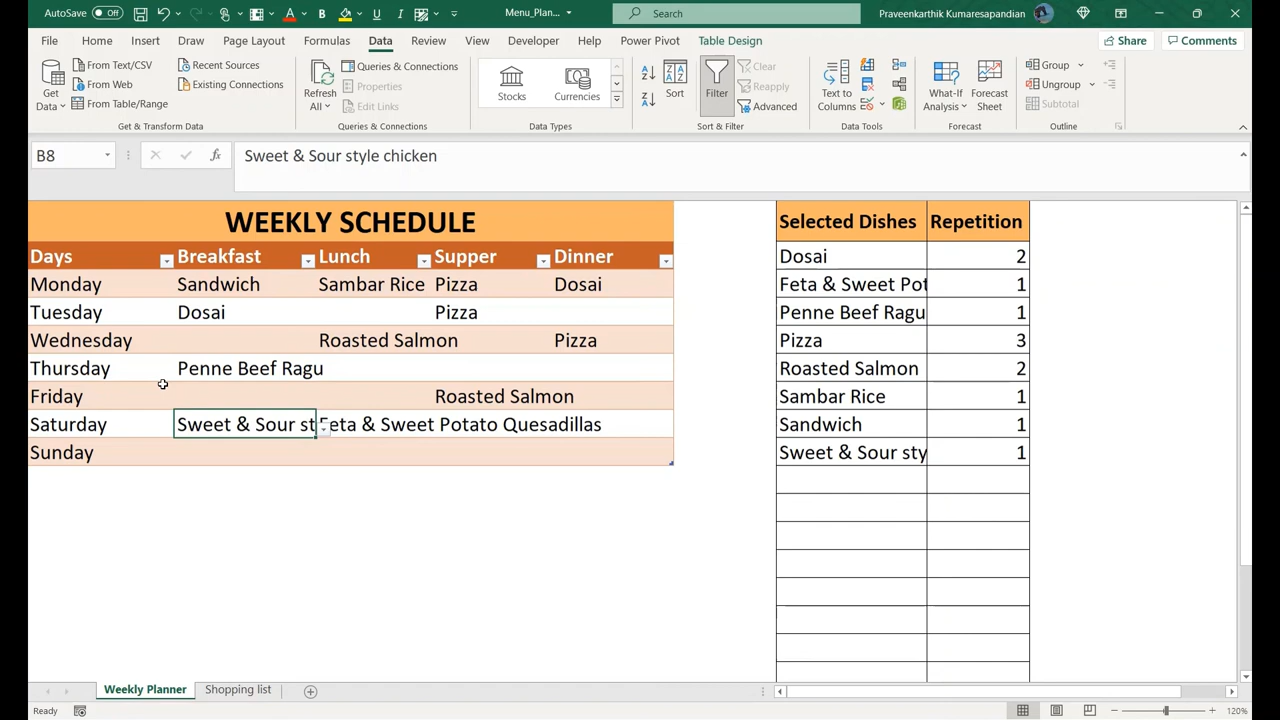 AutoSave Off Menu_Plan... Search Praveenkarthik Kumaresapandian
File Home Insert Draw Page Layout Formulas Data Review View Developer Help Power Pivot Table Design Share Comments
Get Data From Text/CSV From Web From Table/Range Recent Sources Existing Connections
Refresh All Queries & Connections Properties Edit Links
Stocks Currencies
Sort Filter Clear Reapply Advanced
Text to Columns What-If Analysis Forecast Sheet
Group Ungroup Subtotal
Get & Transform Data Queries & Connections Data Types Sort & Filter Data Tools Forecast Outline
B8 fx Sweet & Sour style chicken
WEEKLY SCHEDULE
Days Breakfast Lunch Supper Dinner
Monday Sandwich Sambar Rice Pizza Dosai
Tuesday Dosai Pizza
Wednesday Roasted Salmon Pizza
Thursday Penne Beef Ragu
Friday Roasted Salmon
Saturday Sweet & Sour st Feta & Sweet Potato Quesadillas
Sunday
Selected Dishes Repetition
Dosai 2
Feta & Sweet Pot 1
Penne Beef Ragu 1
Pizza 3
Roasted Salmon 2
Sambar Rice 1
Sandwich 1
Sweet & Sour sty 1
Weekly Planner Shopping list
Ready 120%